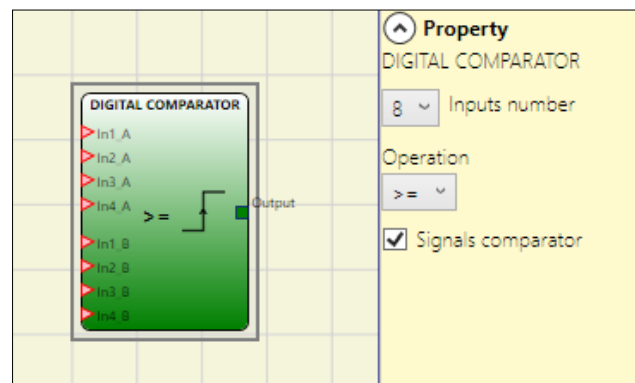 DIGITAL COMPARATOR
In1_A
In2_A
In3_A
In4_A
>=
Output
In1_B
In2_B
In3_B
In4_B
Property
DIGITAL COMPARATOR
8 Inputs number
Operation
>=
Signals comparator